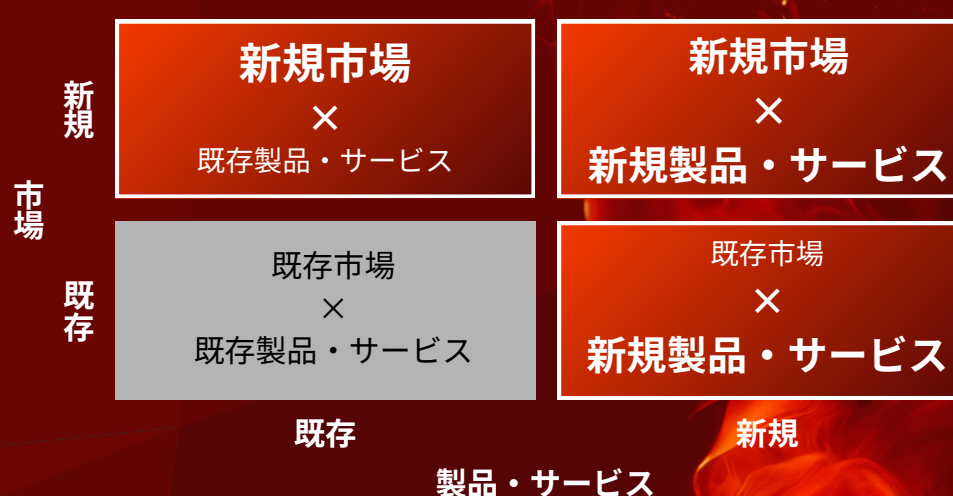 新規市場
×
既存製品・サービス
新規市場
×
新規製品・サービス
新規
市場
既存
既存市場
×
既存製品・サービス
既存市場
×
新規製品・サービス
既存
新規
製品・サービス